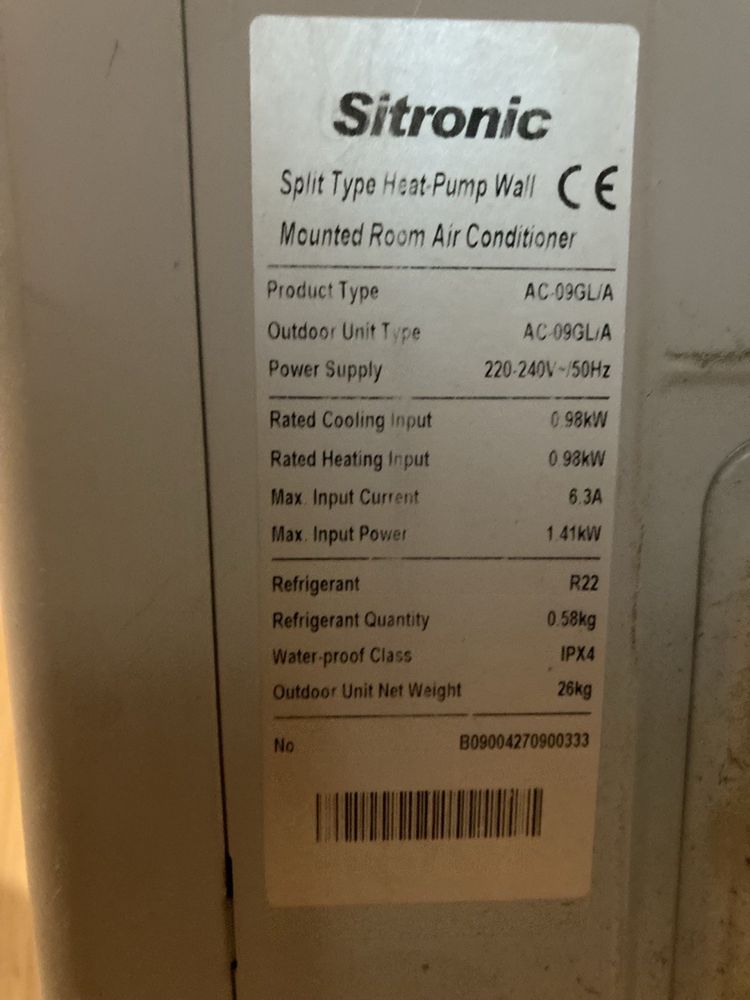 Sitronic
Split Type Heat-Pump Wall CE
Mounted Room Air Conditioner
Product Type AC-09GL/A
Outdoor Unit Type AC-09GL/A
Power Supply 220-240V~/50Hz
Rated Cooling Input 0.98kW
Rated Heating Input 0.98kW
Max. Input Current 6.3A
Max. Input Power 1.41kW
Refrigerant R22
Refrigerant Quantity 0.58kg
Water-proof Class IPX4
Outdoor Unit Net Weight 26kg
No B09004270900333